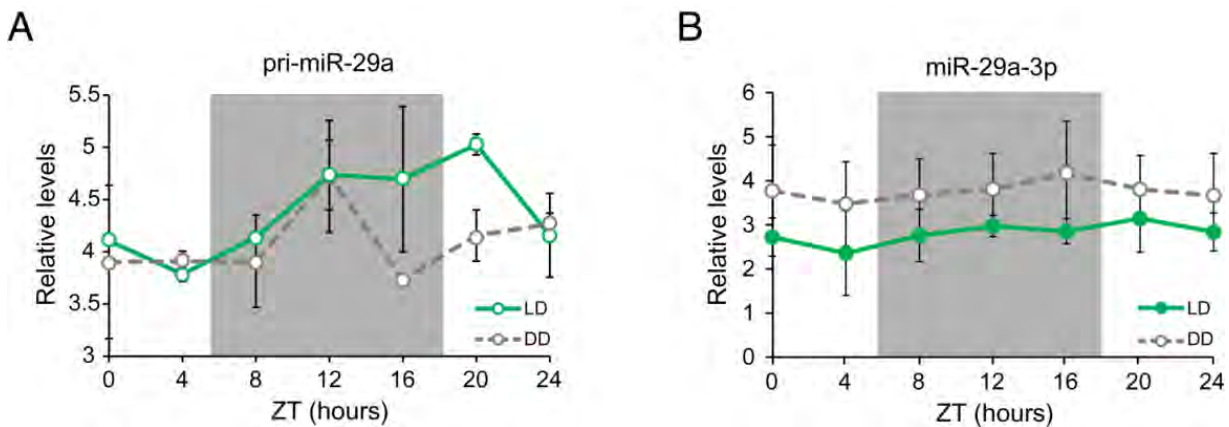 A
pri-miR-29a
Relative levels
5.5
5
4.5
4
3.5
3
0 4 8 12 16 20 24
ZT (hours)
LD
DD
B
miR-29a-3p
Relative levels
6
5
4
3
2
1
0
0 4 8 12 16 20 24
ZT (hours)
LD
DD